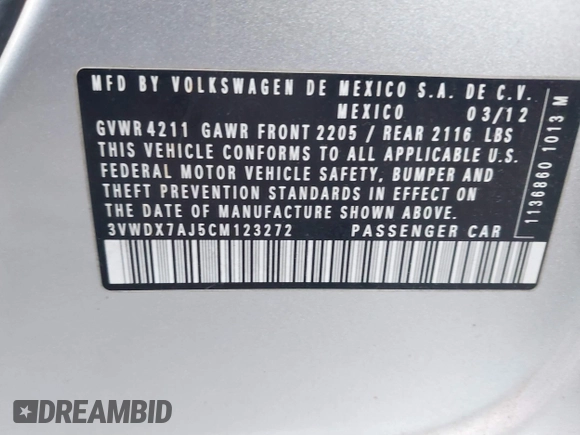 MFD BY VOLKSWAGEN DE MEXICO S.A. DE C.V.
MEXICO 03/12
GVWR 4211 GAWR FRONT 2205 / REAR 2116 LBS
THIS VEHICLE CONFORMS TO ALL APPLICABLE U.S.
FEDERAL MOTOR VEHICLE SAFETY, BUMPER AND
THEFT PREVENTION STANDARDS IN EFFECT ON
THE DATE OF MANUFACTURE SHOWN ABOVE.
3VWDX7AJ5CM123272 PASSENGER CAR
1136860 1013 M
DREAMBID